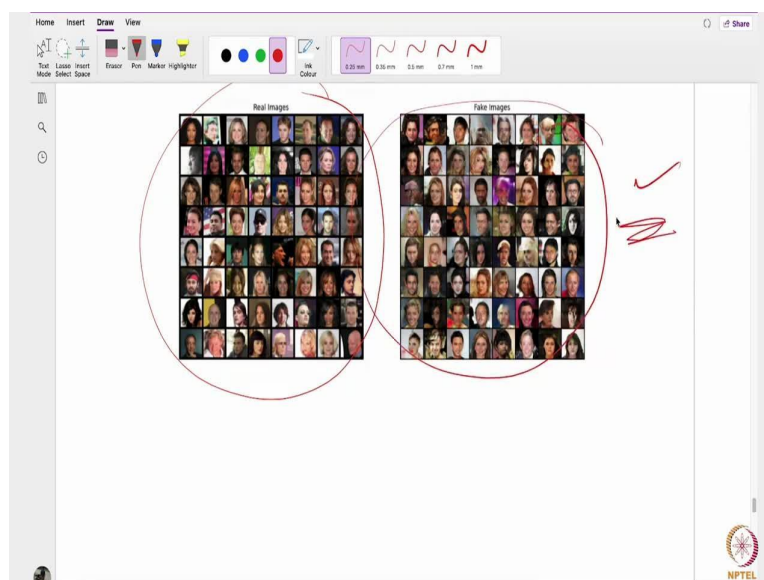 Home Insert Draw View
Share
Text Mode
Lasso Select
Insert Space
Eraser
Pen
Marker
Highlighter
Ink Colour
0.25 mm
0.35 mm
0.5 mm
0.7 mm
1 mm
Real Images
Fake Images
NPTEL